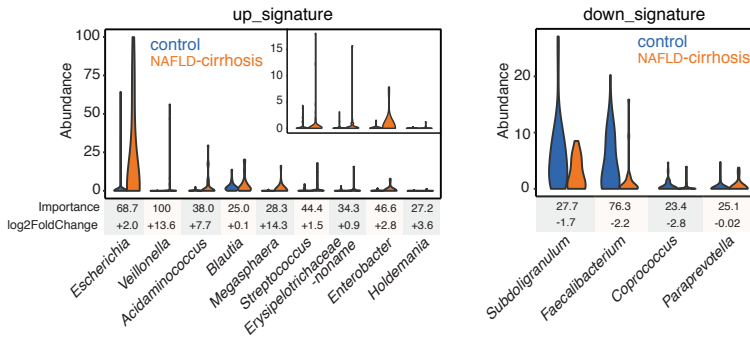 up_signature
down_signature
Abundance
100
75
50
25
0
control
NAFLD-cirrhosis
15
10
5
0
Abundance
20
10
0
control
NAFLD-cirrhosis
Importance 68.7 100 38.0 25.0 28.3 44.4 34.3 46.6 27.2
log2FoldChange +2.0 +13.6 +7.7 +0.1 +14.3 +1.5 +0.9 +2.8 +3.6
27.7 76.3 23.4 25.1
-1.7 -2.2 -2.8 -0.02
Escherichia
Veillonella
Acidaminococcus
Blautia
Megasphaera
Streptococcus
Erysipelotrichaceae
-noname
Enterobacter
Holdemania
Subdoligranulum
Faecalibacterium
Coprococcus
Paraprevotella